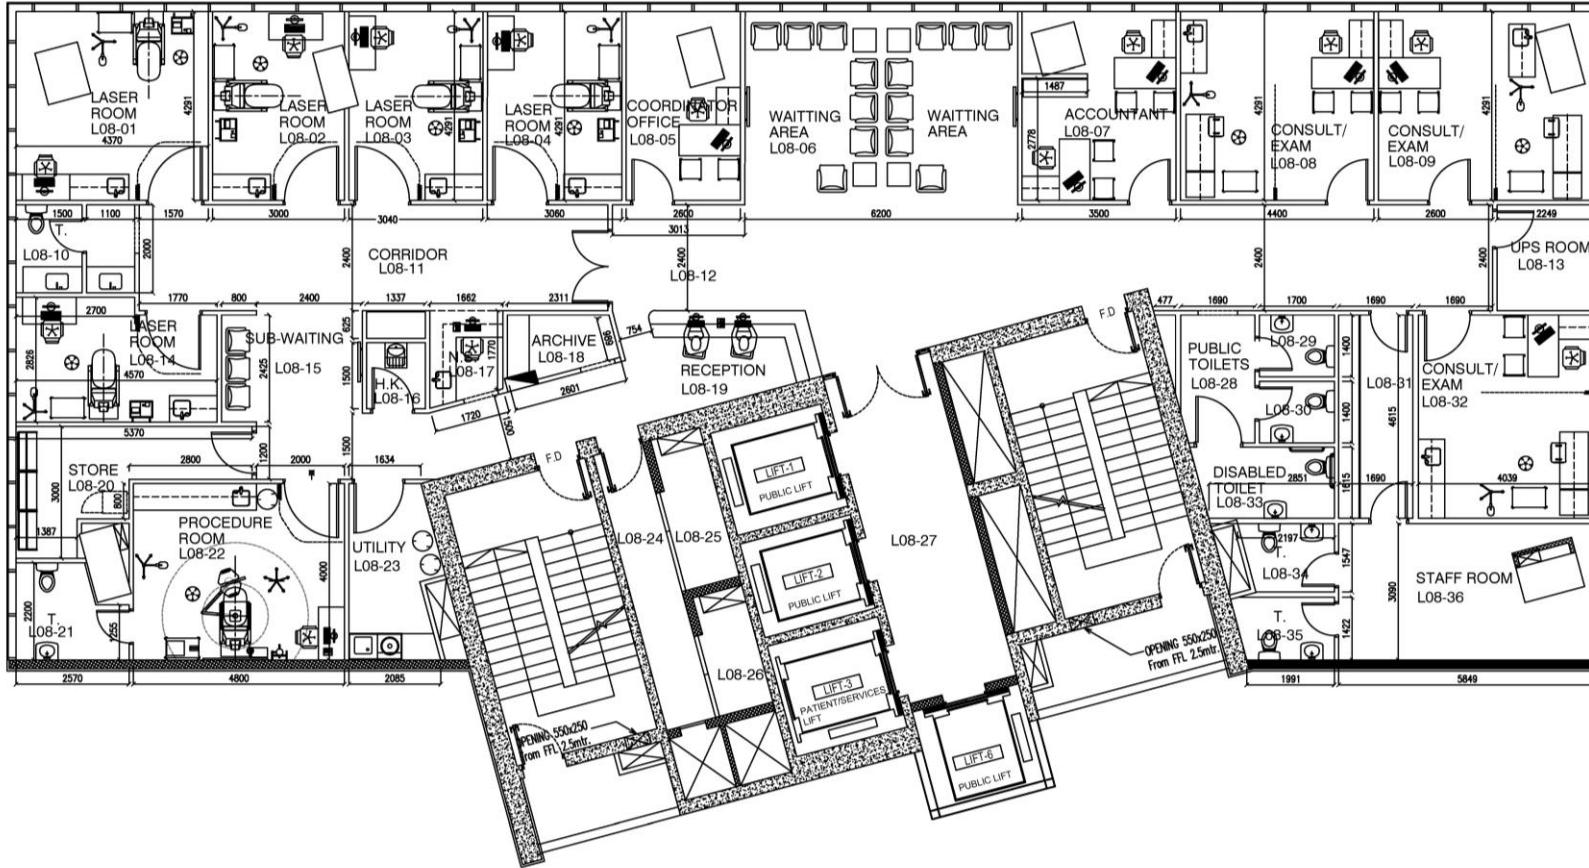 LASER
ROOM
L08-01
4370
4291
LASER
ROOM
L08-02
LASER
ROOM
L08-03
4291
LASER
ROOM
L08-04
4291
COORDINATOR
OFFICE
L08-05
WAITTING
AREA
L08-06
WAITTING
AREA
1487
2778
ACCOUNTANT
L08-07
4291
CONSULT/
EXAM
L08-08
CONSULT/
EXAM
L08-09
4291
1500
1100
1570
3000
3040
3060
2600
6200
3500
4400
2600
2249
3013
T.
L08-10
2000
CORRIDOR
L08-11
2400
L08-12
2400
2400
2400
UPS ROOM
L08-13
1770
800
2400
1337
1662
2311
477
1690
1700
1690
1690
2700
LASER
ROOM
L08-14
2826
4570
SUB-WAITING
L08-15
625
2425
1500
H.K.
L08-16
L08-17
1770
ARCHIVE
L08-18
686
754
2601
1720
1500
RECEPTION
L08-19
F.D
F.D
PUBLIC
TOILETS
L08-28
L08-29
1400
L08-30
1400
L08-31
4615
CONSULT/
EXAM
L08-32
5370
1200
1500
2800
2000
1634
STORE
L08-20
3000
800
1387
PROCEDURE
ROOM
L08-22
4000
UTILITY
L08-23
L08-24
L08-25
L08-26
L08-27
LIFT-1
PUBLIC LIFT
LIFT-2
PUBLIC LIFT
LIFT-3
PATIENT/SERVICES
LIFT
LIFT-6
PUBLIC LIFT
DISABLED
TOILET
L08-33
2851
1615
1690
4039
2197
T.
L08-34
1547
3090
STAFF ROOM
L08-36
T.
L08-35
1422
2200
T.
L08-21
1255
OPENING 550x250
From FFL 2.5mtr.
OPENING 550x250
From FFL 2.5mtr.
2570
4800
2085
1991
5849